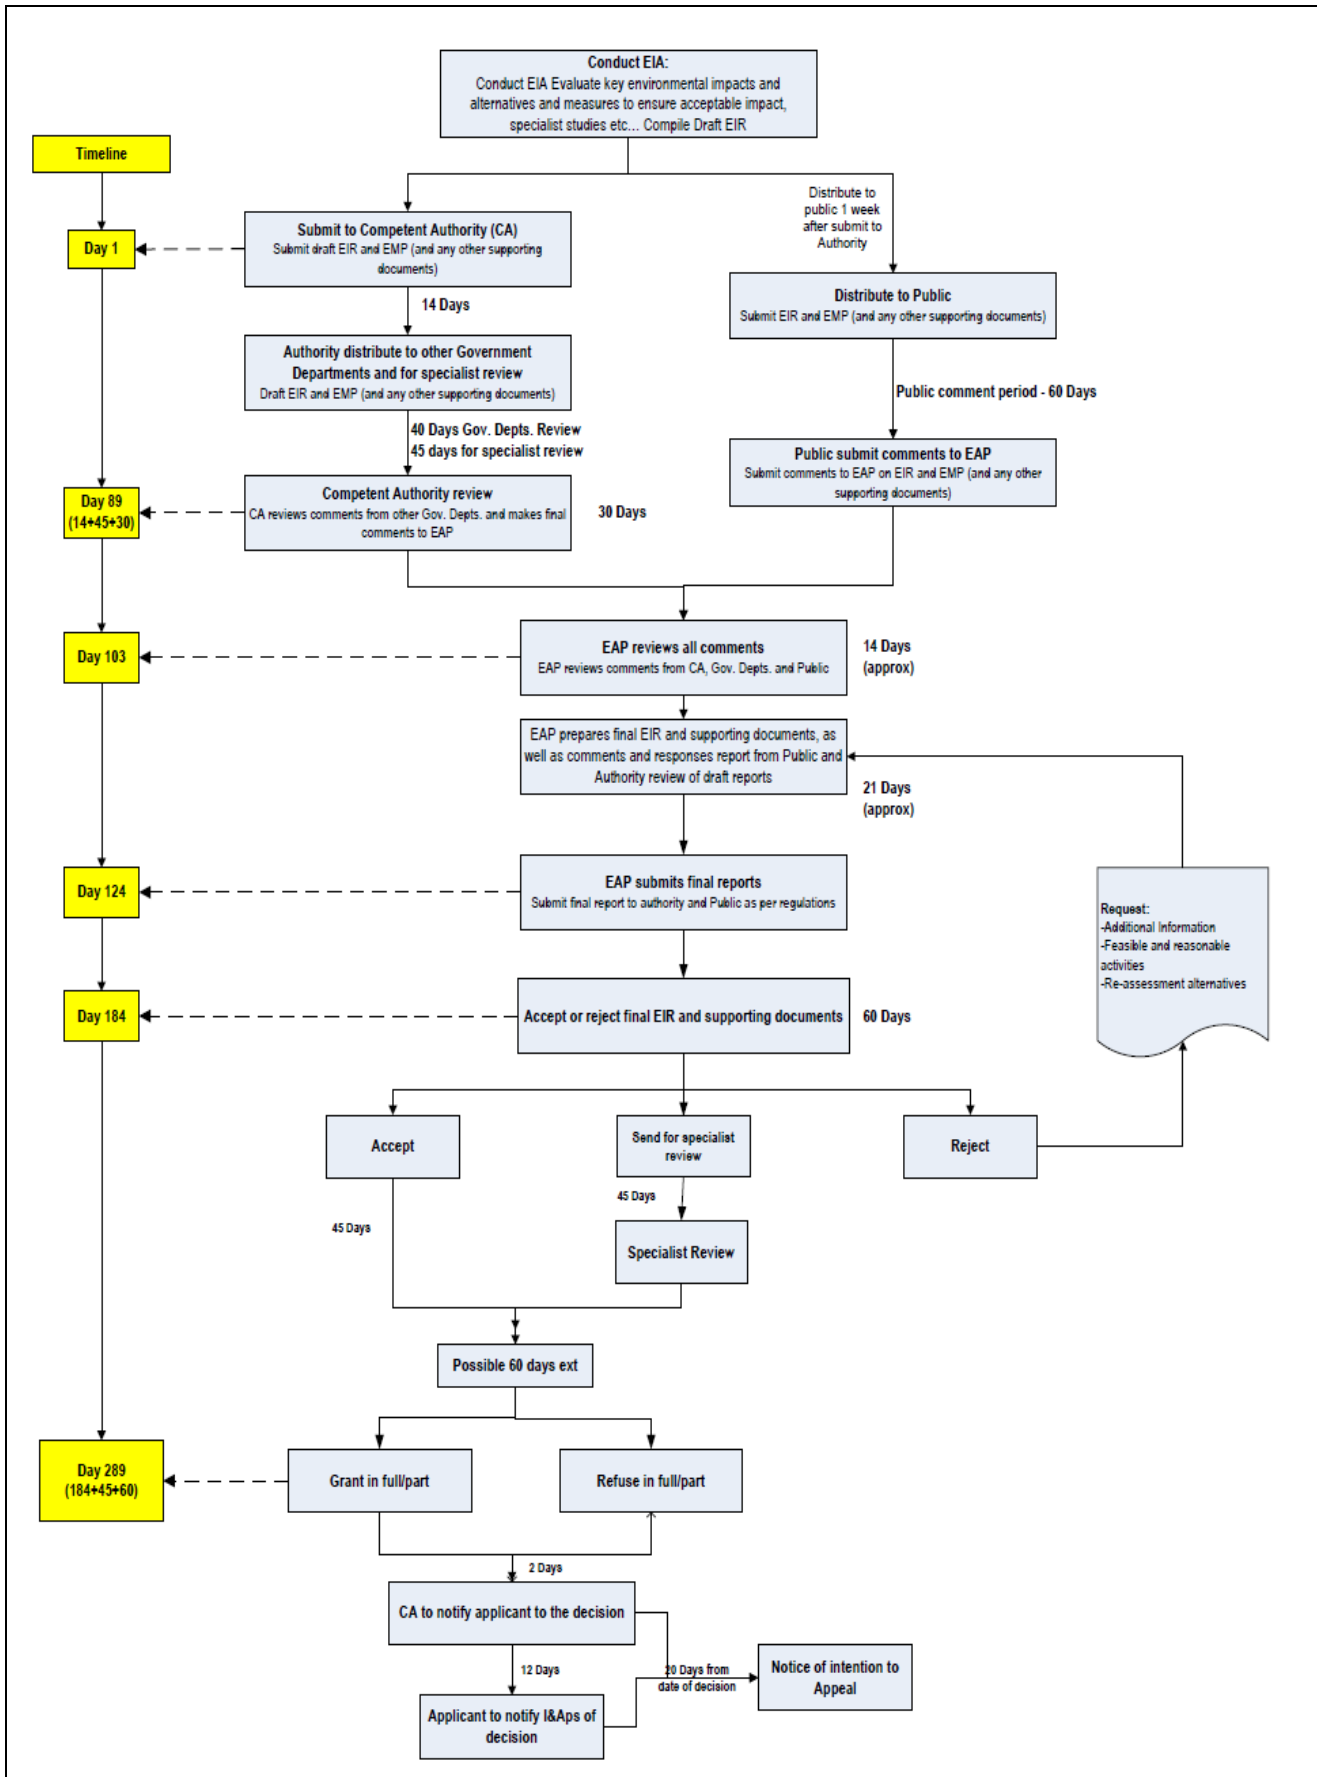 Conduct EIA:
Conduct EIA Evaluate key environmental impacts and
alternatives and measures to ensure acceptable impact,
specialist studies etc... Compile Draft EIR
Timeline
Distribute to
public 1 week
after submit to
Authority
Submit to Competent Authority (CA)
Submit draft EIR and EMP (and any other supporting
documents)
Day 1
14 Days
Distribute to Public
Submit EIR and EMP (and any other supporting documents)
Authority distribute to other Government
Departments and for specialist review
Draft EIR and EMP (and any other supporting documents)
Public comment period - 60 Days
40 Days Gov. Depts. Review
45 days for specialist review
Public submit comments to EAP
Submit comments to EAP on EIR and EMP (and any other
supporting documents)
Day 89
(14+45+30)
Competent Authority review
CA reviews comments from other Gov. Depts. and makes final
comments to EAP
30 Days
Day 103
EAP reviews all comments
EAP reviews comments from CA, Gov. Depts. and Public
14 Days
(approx)
EAP prepares final EIR and supporting documents, as
well as comments and responses report from Public and
Authority review of draft reports
21 Days
(approx)
Day 124
EAP submits final reports
Submit final report to authority and Public as per regulations
Request:
-Additional Information
-Feasible and reasonable
activities
-Re-assessment alternatives
Day 184
Accept or reject final EIR and supporting documents
60 Days
Accept
Send for specialist
review
Reject
45 Days
45 Days
Specialist Review
Possible 60 days ext
Day 289
(184+45+60)
Grant in full/part
Refuse in full/part
2 Days
CA to notify applicant to the decision
12 Days
20 Days from
date of decision
Notice of intention to
Appeal
Applicant to notify I&Aps of
decision